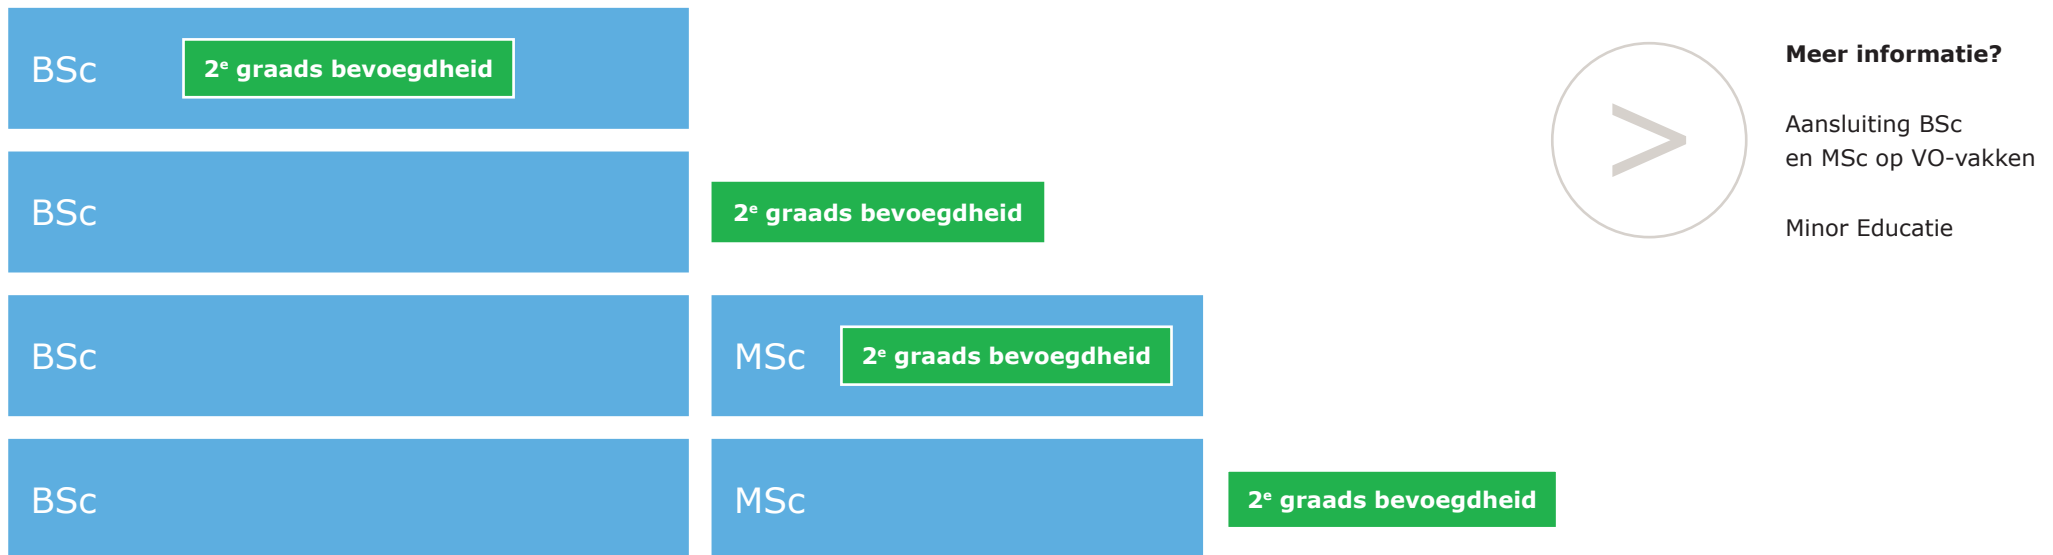 BSc
2ᵉ graads bevoegdheid
BSc
2ᵉ graads bevoegdheid
BSc
MSc
2ᵉ graads bevoegdheid
BSc
MSc
2ᵉ graads bevoegdheid
>
Meer informatie?
Aansluiting BSc
en MSc op VO-vakken
Minor Educatie